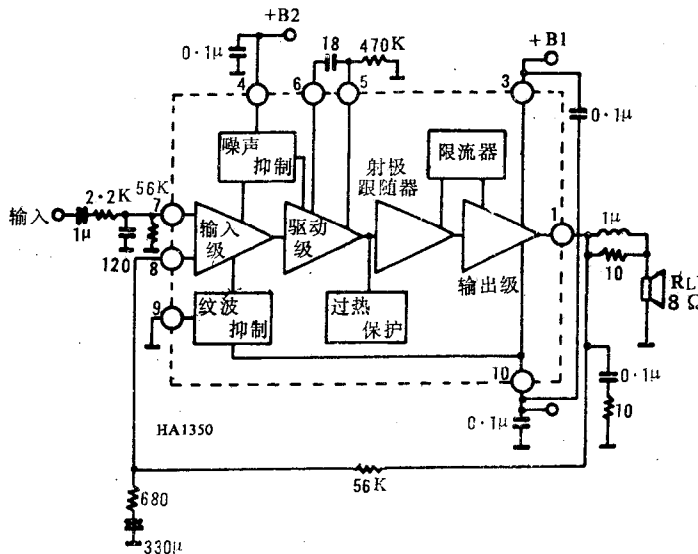 +B2
0·1μ
18
470K
+B1
4
6
5
3
0·1μ
噪声
抑制
射极
跟随器
限流器
输入
2·2K
56K
7
1μ
120
8
输入
级
驱动
级
输出级
1
1μ
10
RL
8Ω
9
纹波
抑制
过热
保护
10
0·1μ
0·1μ
10
HA1350
56K
680
330μ